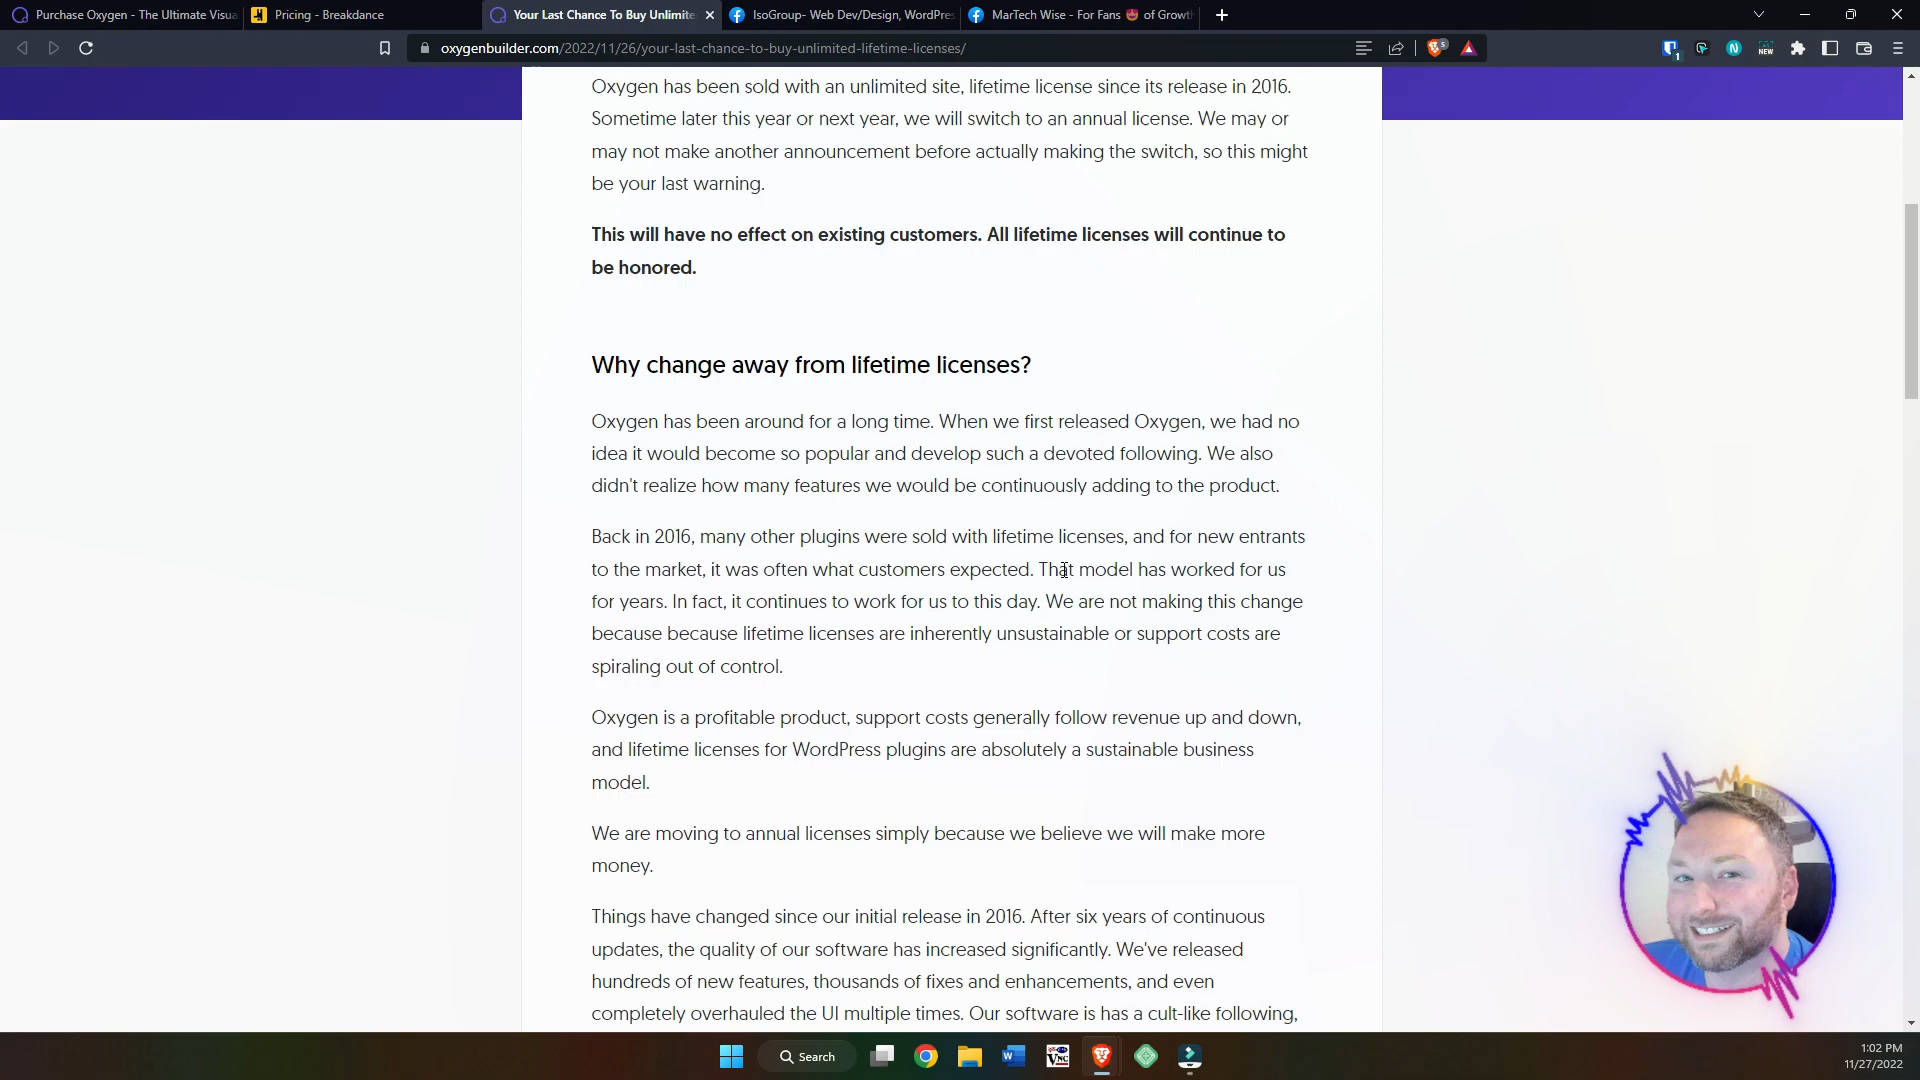 Purchase Oxygen - The Ultimate Visua
Pricing - Breakdance
Your Last Chance To Buy Unlimite
IsoGroup- Web Dev/Design, WordPres
MarTech Wise - For Fans 😍 of Growt
oxygenbuilder.com/2022/11/26/your-last-chance-to-buy-unlimited-lifetime-licenses/
Oxygen has been sold with an unlimited site, lifetime license since its release in 2016.
Sometime later this year or next year, we will switch to an annual license. We may or
may not make another announcement before actually making the switch, so this might
be your last warning.
This will have no effect on existing customers. All lifetime licenses will continue to
be honored.
Why change away from lifetime licenses?
Oxygen has been around for a long time. When we first released Oxygen, we had no
idea it would become so popular and develop such a devoted following. We also
didn't realize how many features we would be continuously adding to the product.
Back in 2016, many other plugins were sold with lifetime licenses, and for new entrants
to the market, it was often what customers expected. That model has worked for us
for years. In fact, it continues to work for us to this day. We are not making this change
because because lifetime licenses are inherently unsustainable or support costs are
spiraling out of control.
Oxygen is a profitable product, support costs generally follow revenue up and down,
and lifetime licenses for WordPress plugins are absolutely a sustainable business
model.
We are moving to annual licenses simply because we believe we will make more
money.
Things have changed since our initial release in 2016. After six years of continuous
updates, the quality of our software has increased significantly. We've released
hundreds of new features, thousands of fixes and enhancements, and even
completely overhauled the UI multiple times. Our software is has a cult-like following,
Search
1:02 PM
11/27/2022